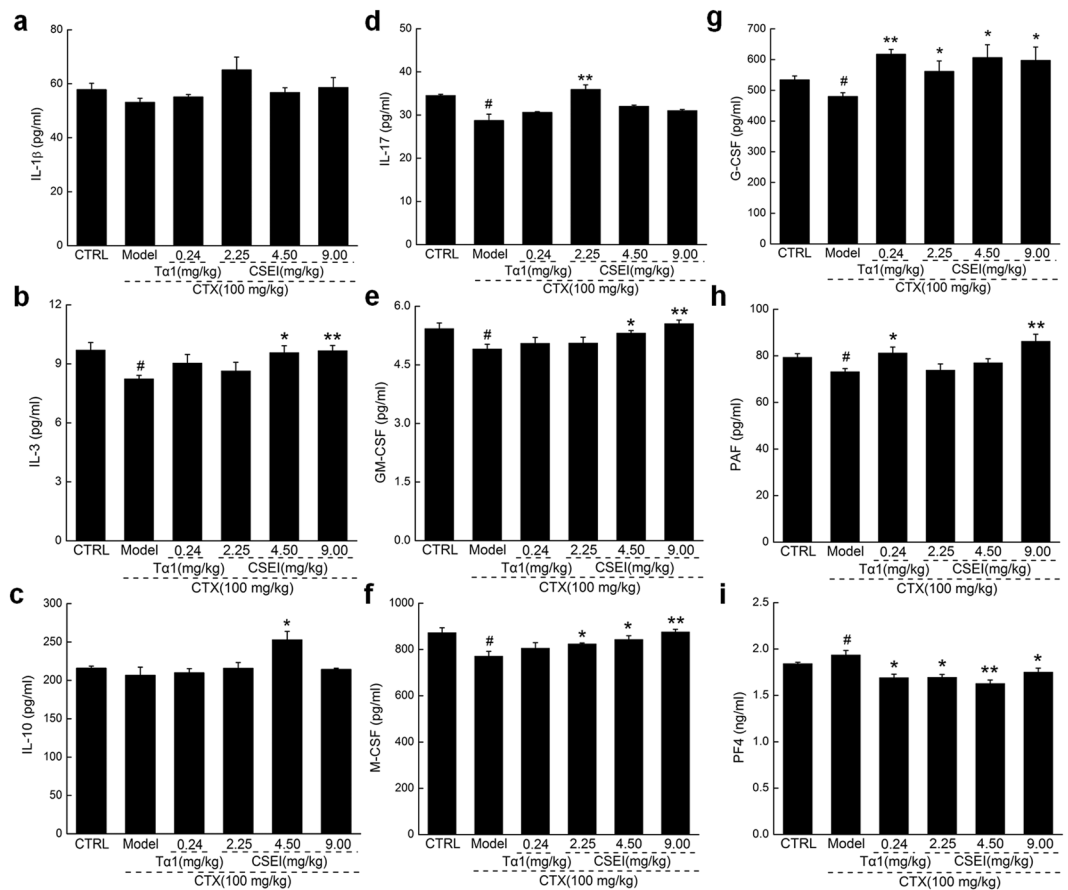 a
80
60
40
20
0
IL-1β (pg/ml)
CTRL Model 0.24 2.25 4.50 9.00
Tα1(mg/kg) CSEI(mg/kg)
CTX(100 mg/kg)
b
12
9
6
3
0
IL-3 (pg/ml)
# * **
CTRL Model 0.24 2.25 4.50 9.00
Tα1(mg/kg) CSEI(mg/kg)
CTX(100 mg/kg)
c
300
250
200
150
100
50
0
IL-10 (pg/ml)
*
CTRL Model 0.24 2.25 4.50 9.00
Tα1(mg/kg) CSEI(mg/kg)
CTX(100 mg/kg)
d
50
40
30
20
10
0
IL-17 (pg/ml)
# **
CTRL Model 0.24 2.25 4.50 9.00
Tα1(mg/kg) CSEI(mg/kg)
CTX(100 mg/kg)
e
6.0
4.5
3.0
1.5
0.0
GM-CSF (pg/ml)
# * **
CTRL Model 0.24 2.25 4.50 9.00
Tα1(mg/kg) CSEI(mg/kg)
CTX(100 mg/kg)
f
1000
800
600
400
200
0
M-CSF (pg/ml)
# * * **
CTRL Model 0.24 2.25 4.50 9.00
Tα1(mg/kg) CSEI(mg/kg)
CTX(100 mg/kg)
g
700
600
500
400
300
200
100
0
G-CSF (pg/ml)
# ** * * *
CTRL Model 0.24 2.25 4.50 9.00
Tα1(mg/kg) CSEI(mg/kg)
CTX(100 mg/kg)
h
100
80
60
40
20
0
PAF (pg/ml)
# * **
CTRL Model 0.24 2.25 4.50 9.00
Tα1(mg/kg) CSEI(mg/kg)
CTX(100 mg/kg)
i
2.5
2.0
1.5
1.0
0.5
0.0
PF4 (ng/ml)
# * * ** *
CTRL Model 0.24 2.25 4.50 9.00
Tα1(mg/kg) CSEI(mg/kg)
CTX(100 mg/kg)